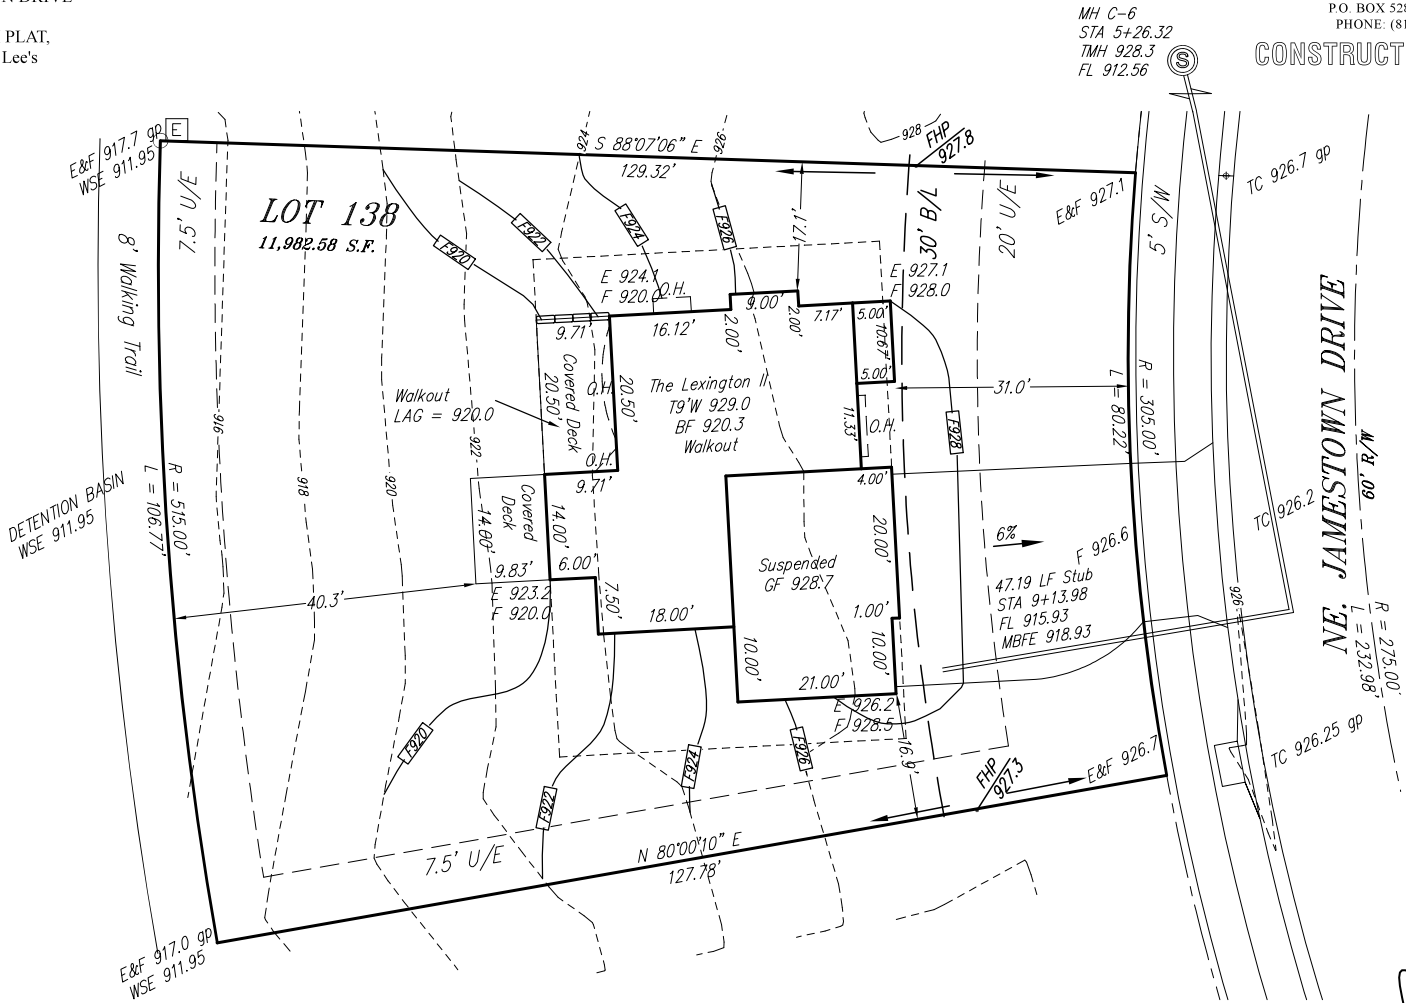 PLAT,
Lee's
MH C-6
STA 5+26.32
TMH 928.3
FL 912.56
S
P.O. BOX 528
PHONE: (81
CONSTRUCT
E
E&F 917.7 gp
WSE 911.95
7.5' U/E
LOT 138
11,982.58 S.F.
924
S 88°07'06" E
129.32'
926
928
FHP
927.8
30' B/L
20' U/E
E&F 927.1
5' S/W
TC 926.7 gp
8' Walking Trail
F920
F922
F924
F926
17.1'
E 924.1
F 920.0
O.H.
E 927.1
F 928.0
9.71'
16.12'
2.00'
9.00'
2.00'
7.17'
5.00'
10.67'
5.00'
Covered Deck
20.50'
O.H.
20.50'
The Lexington II
T9'W 929.0
BF 920.3
Walkout
Walkout
LAG = 920.0
11.33'
O.H.
F928
31.0'
R = 305.00'
L = 80.22'
NE. JAMESTOWN DRIVE
60' R/W
916
918
920
922
O.H.
9.71'
4.00'
DETENTION BASIN
WSE 911.95
R = 515.00'
L = 106.77'
Covered
Deck
14.00'
14.00'
20.00'
6%
F 926.6
TC 926.2
Suspended
GF 928.7
9.83'
6.00'
E 923.2
F 920.0
7.50'
18.00'
1.00'
47.19 LF Stub
STA 9+13.98
FL 915.93
MBFE 918.93
926
R = 275.00'
L = 232.98'
40.3'
10.00'
10.00'
21.00'
E 926.2
F 928.5
16.9'
F920
F922
F924
F926
FHP
927.3
E&F 926.7
TC 926.25 gp
7.5' U/E
N 80°00'10" E
127.78'
E&F 917.0 gp
WSE 911.95